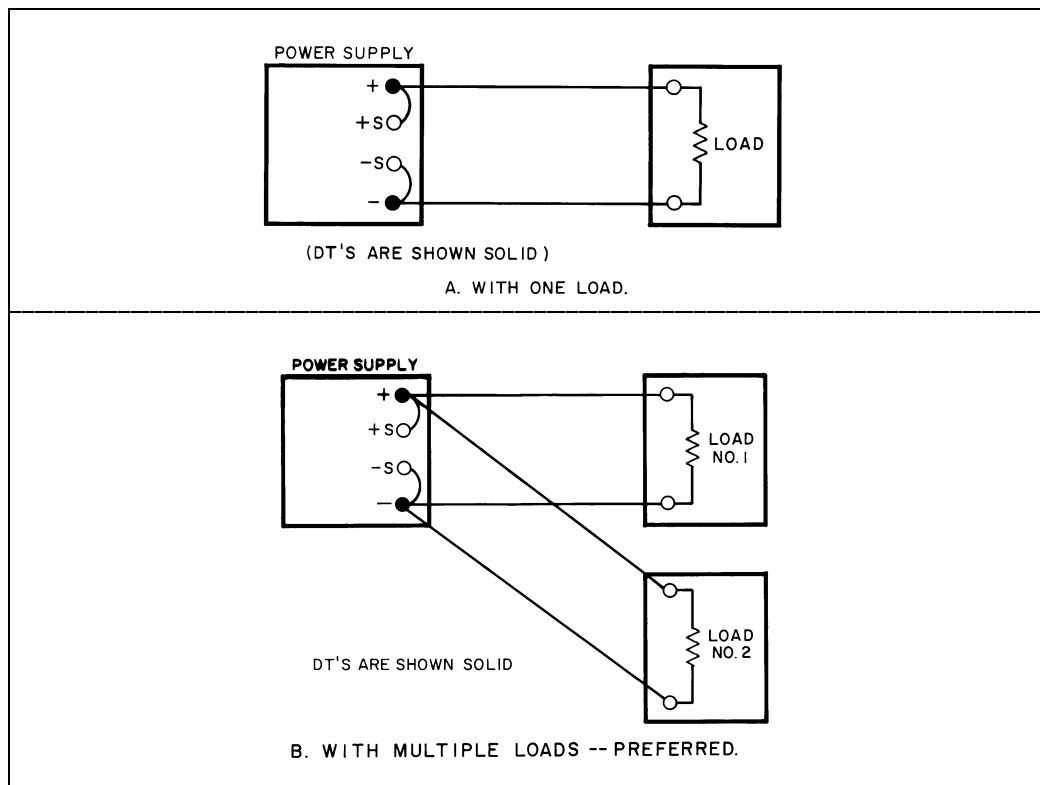 POWER SUPPLY
+
+S
-S
-
LOAD
(DT'S ARE SHOWN SOLID)
A. WITH ONE LOAD.
POWER SUPPLY
+
+S
-S
-
LOAD
NO. 1
LOAD
NO. 2
DT'S ARE SHOWN SOLID
B. WITH MULTIPLE LOADS -- PREFERRED.